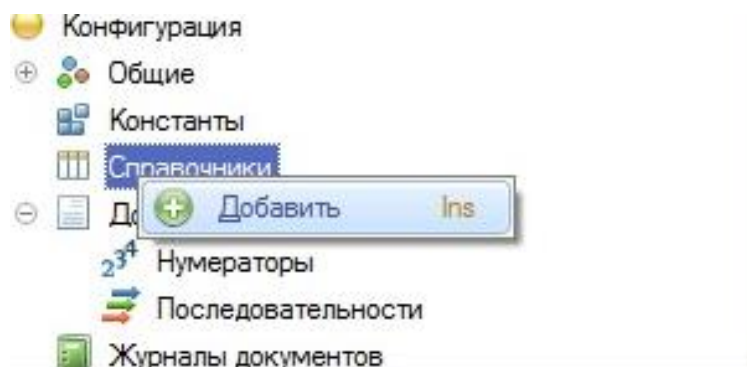 Конфигурация
Общие
Константы
Справочники
Добавить Ins
Нумераторы
Последовательности
Журналы документов